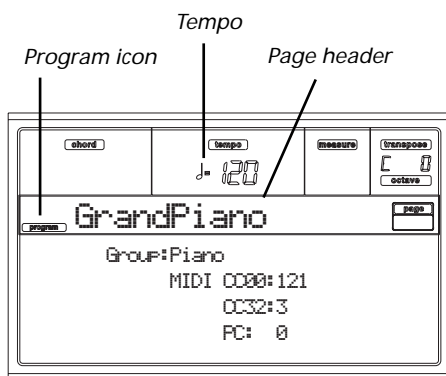 Tempo
Program icon
Page header
chord
tempo
measure
transpose
♩= 120
C 0
octave
program
GrandPiano
page
Group:Piano
MIDI CC00:121
CC32:3
PC: 0